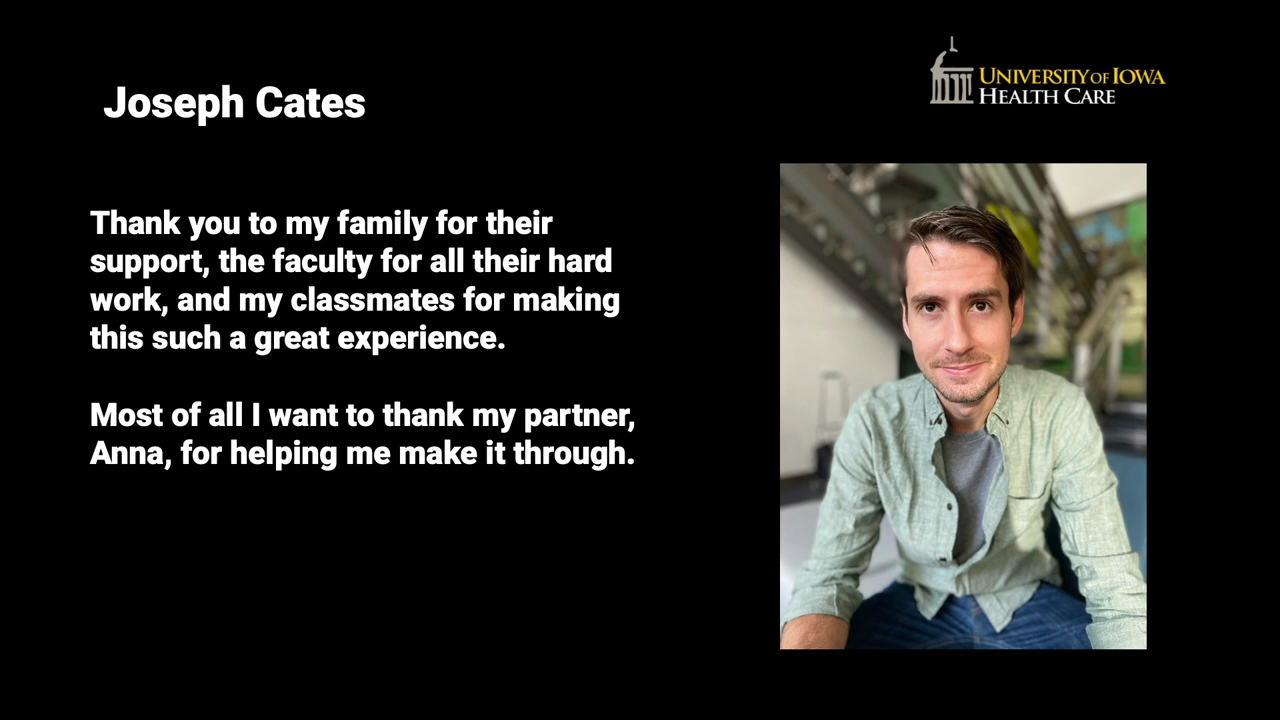 Joseph Cates
UNIVERSITY OF IOWA
HEALTH CARE
Thank you to my family for their
support, the faculty for all their hard
work, and my classmates for making
this such a great experience.
Most of all I want to thank my partner,
Anna, for helping me make it through.